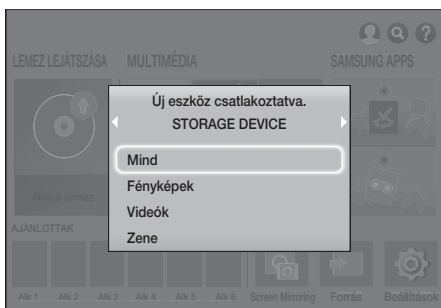 LEMEZ LEJÁTSZÁSA MULTIMÉDIA SAMSUNG APPS
Új eszköz csatlakoztatva.
STORAGE DEVICE
Mind
Fényképek
Videók
Zene
Nincs lemez
AJÁNLOTTAK
Alk 1 Alk 2 Alk 3 Alk 4 Alk 5 Alk 6 Screen Mirroring Forrás Beállítások